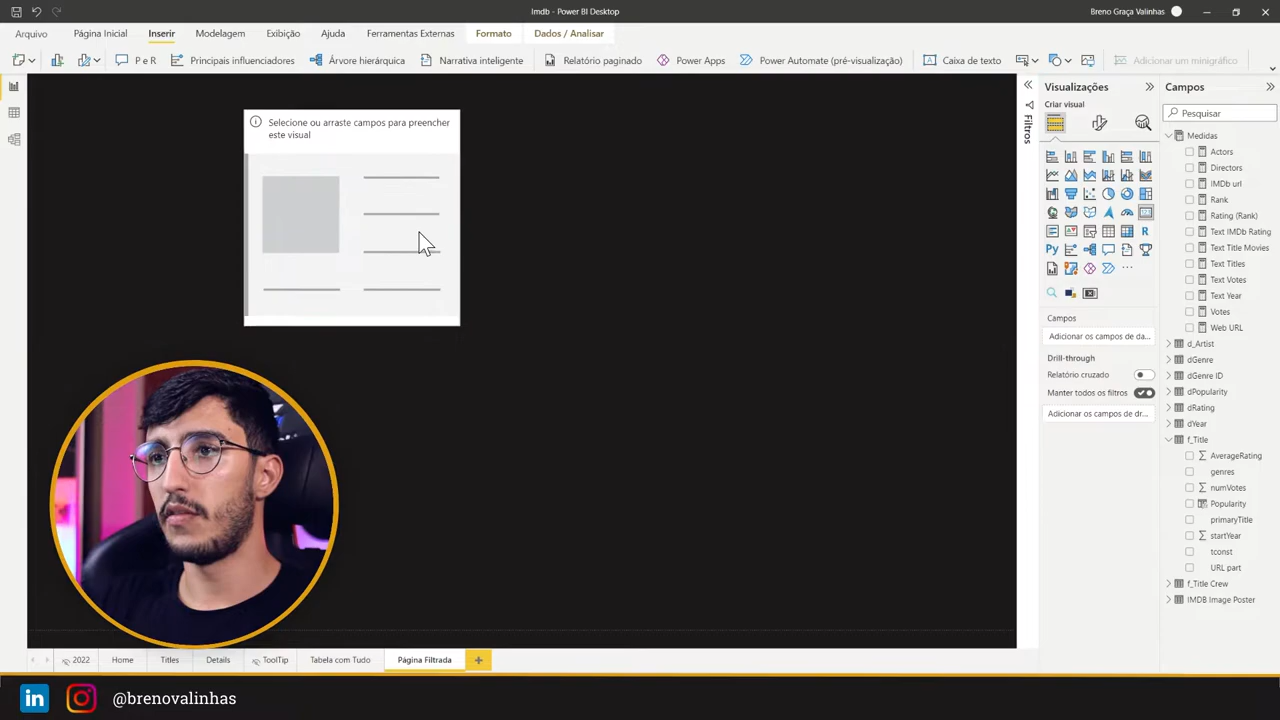 Imdb - Power BI Desktop
Breno Graça Valinhas
Arquivo
Página Inicial
Inserir
Modelagem
Exibição
Ajuda
Ferramentas Externas
Formato
Dados / Analisar
P e R
Principais influenciadores
Árvore hierárquica
Narrativa inteligente
Relatório paginado
Power Apps
Power Automate (pré-visualização)
Caixa de texto
Adicionar um minigráfico
Selecione ou arraste campos para preencher
este visual
Filtros
Visualizações
Criar visual
R
Py
123
Campos
Adicionar os campos de da...
Drill-through
Relatório cruzado
Manter todos os filtros
Adicionar os campos de dr...
Campos
Pesquisar
Medidas
Actors
Directors
IMDb url
Rank
Rating (Rank)
Text IMDb Rating
Text Title Movies
Text Titles
Text Votes
Text Year
Votes
Web URL
d_Artist
dGenre
dGenre ID
dPopularity
dRating
dYear
f_Title
AverageRating
genres
numVotes
Popularity
primaryTitle
startYear
tconst
URL part
f_Title Crew
IMDB Image Poster
2022
Home
Titles
Details
ToolTip
Tabela com Tudo
Página Filtrada
in
@brenovalinhas